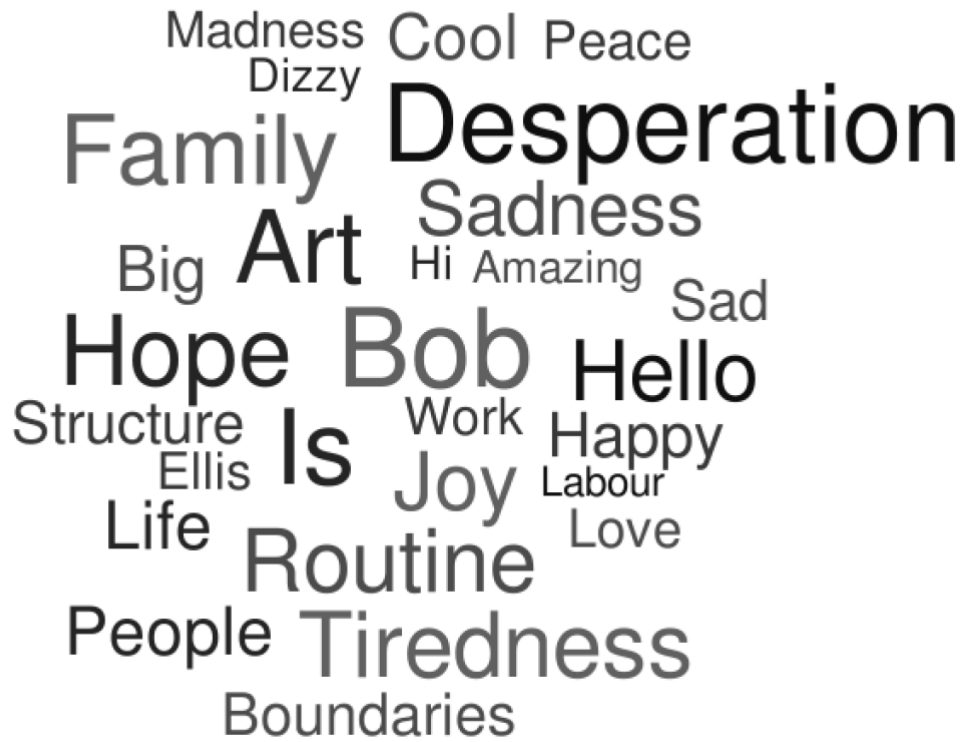 Madness Cool Peace
Dizzy
Family Desperation
Sadness
Big Art Hi Amazing
Sad
Hope Bob Hello
Structure Work Happy
Ellis Is Joy Labour
Life Love
Routine
People Tiredness
Boundaries